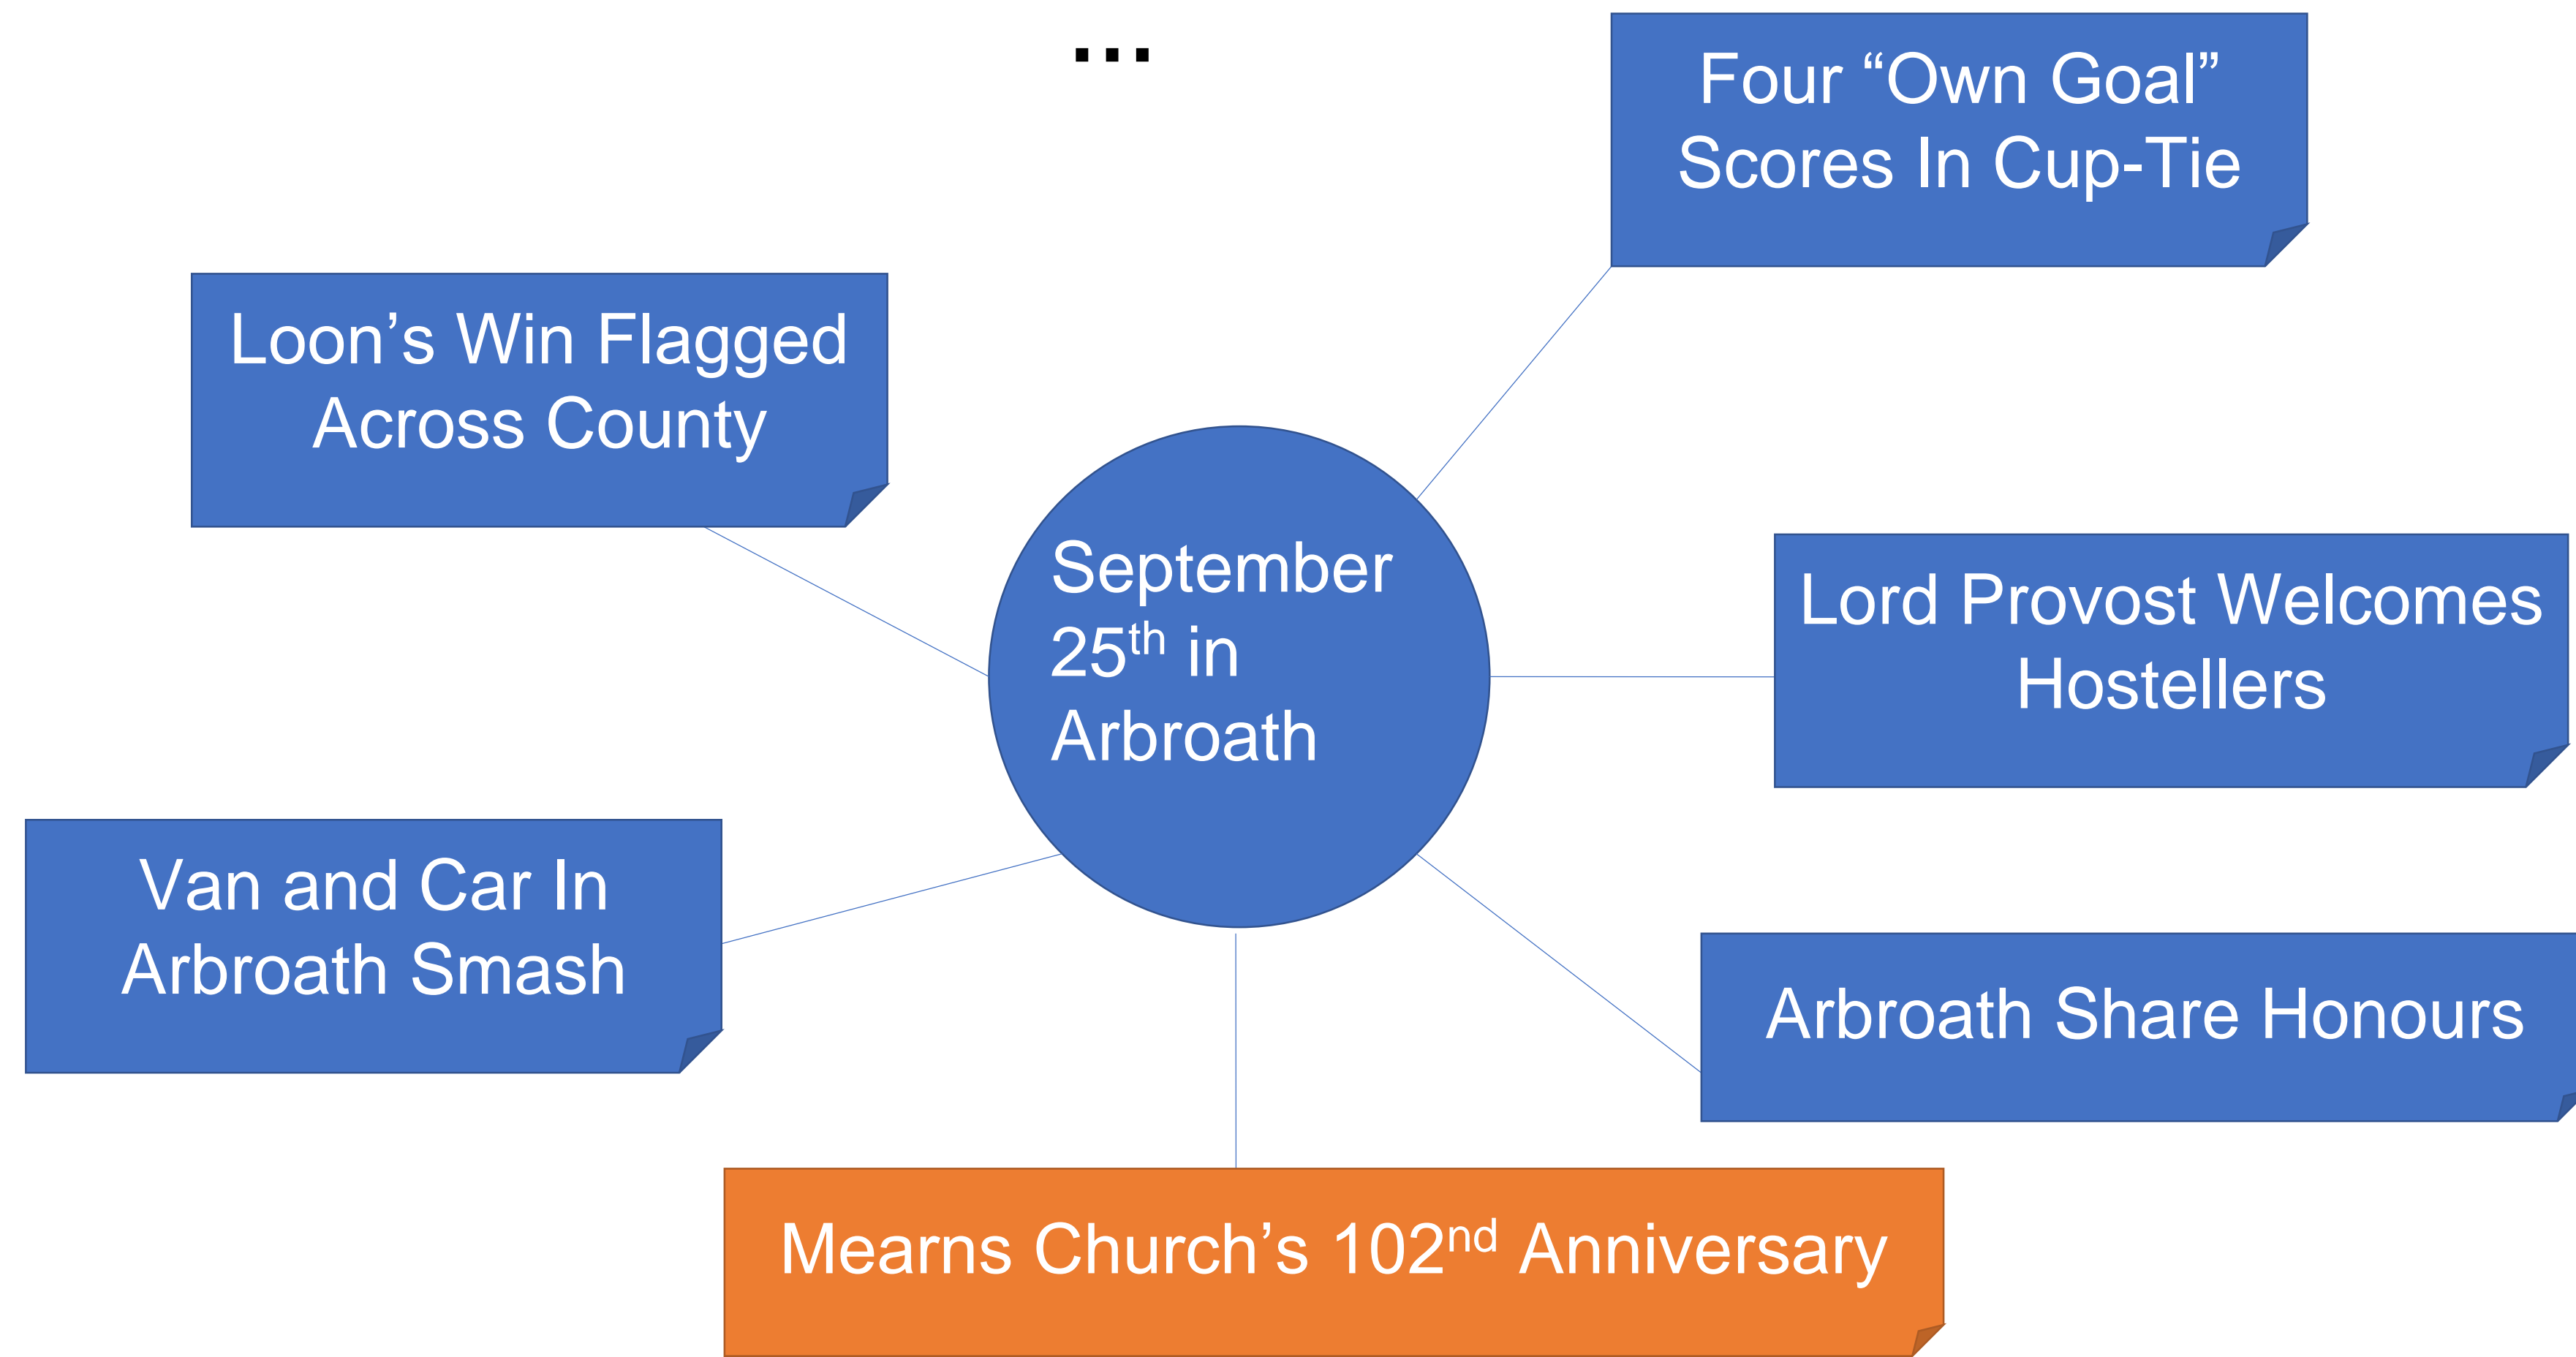 ...
Four “Own Goal”
Scores In Cup-Tie
Loon’s Win Flagged
Across County
September
25th in
Arbroath
Lord Provost Welcomes
Hostellers
Van and Car In
Arbroath Smash
Arbroath Share Honours
Mearns Church’s 102nd Anniversary